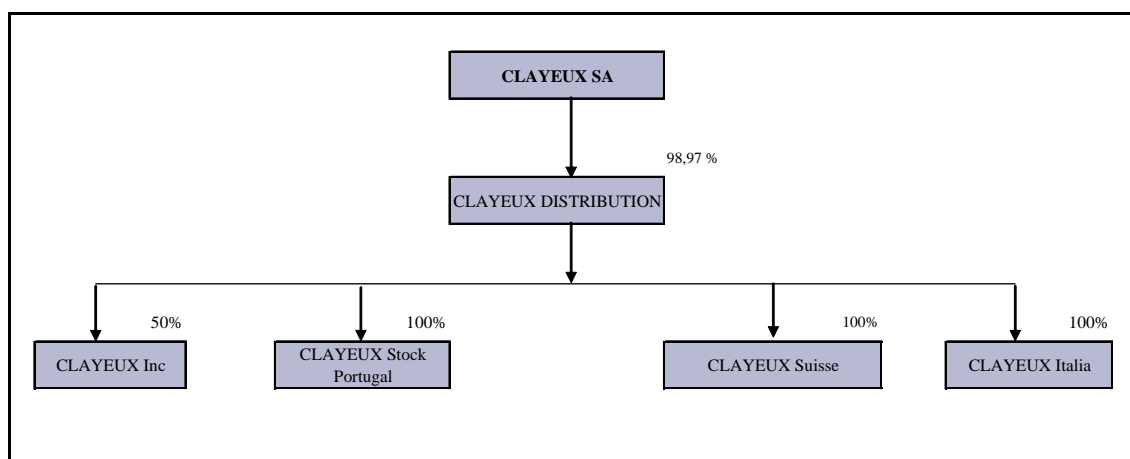 CLAYEUX SA
98,97 %
CLAYEUX DISTRIBUTION
50%
100%
100%
100%
CLAYEUX Inc
CLAYEUX Stock
Portugal
CLAYEUX Suisse
CLAYEUX Italia